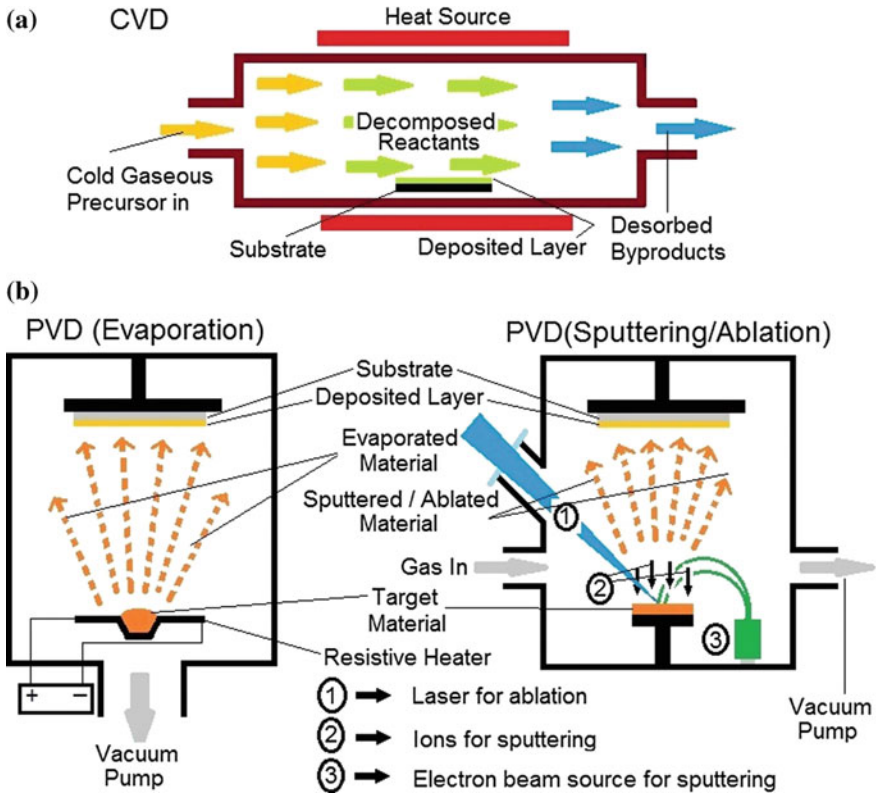 (a) CVD
Heat Source
Decomposed
Reactants
Cold Gaseous
Precursor in
Substrate
Deposited Layer
Desorbed
Byproducts
(b)
PVD (Evaporation)
PVD(Sputtering/Ablation)
Substrate
Deposited Layer
Evaporated
Material
Sputtered / Ablated
Material
1
Gas In
2
Target
Material
3
Resistive Heater
+ −
Vacuum
Pump
Vacuum
Pump
1 Laser for ablation
2 Ions for sputtering
3 Electron beam source for sputtering